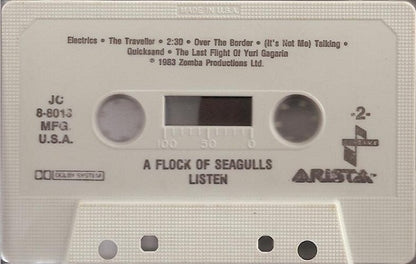 MADE IN U.S.A.
Electrics • The Traveller • 2:30 • Over The Border • (It's Not Me) Talking •
Quicksand • The Last Flight Of Yuri Gagarin
℗ 1983 Zomba Productions Ltd.
JC
8-8013
MFG.
U.S.A.
-2-
100 50 0
A FLOCK OF SEAGULLS
LISTEN
DOLBY SYSTEM
JIVE
ARISTA™